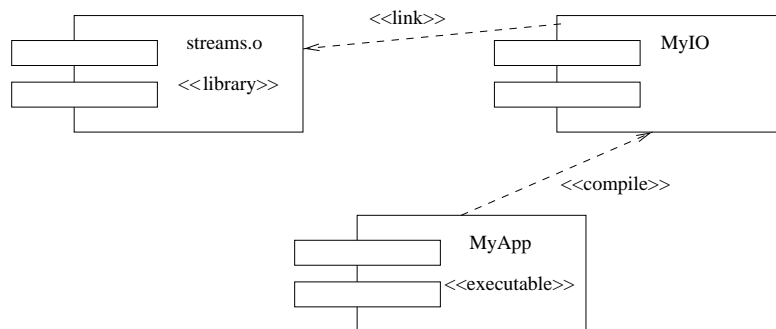 <<link>>
streams.o
<<library>>
MyIO
<<compile>>
MyApp
<<executable>>